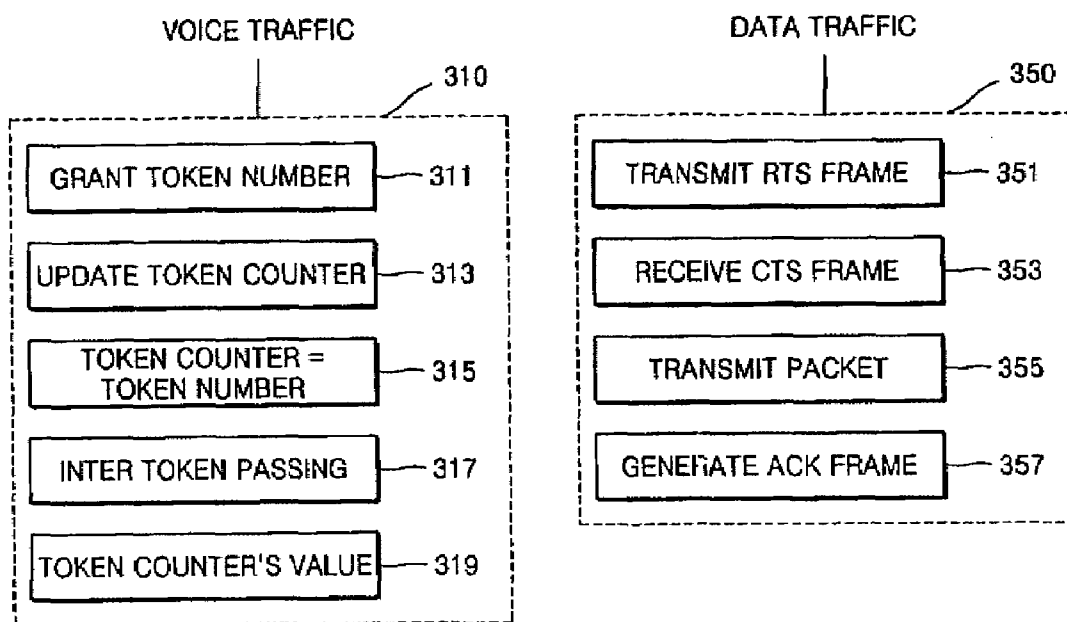 VOICE TRAFFIC
310
GRANT TOKEN NUMBER
311
UPDATE TOKEN COUNTER
313
TOKEN COUNTER =
TOKEN NUMBER
315
INTER TOKEN PASSING
317
TOKEN COUNTER'S VALUE
319
DATA TRAFFIC
350
TRANSMIT RTS FRAME
351
RECEIVE CTS FRAME
353
TRANSMIT PACKET
355
GENERATE ACK FRAME
357